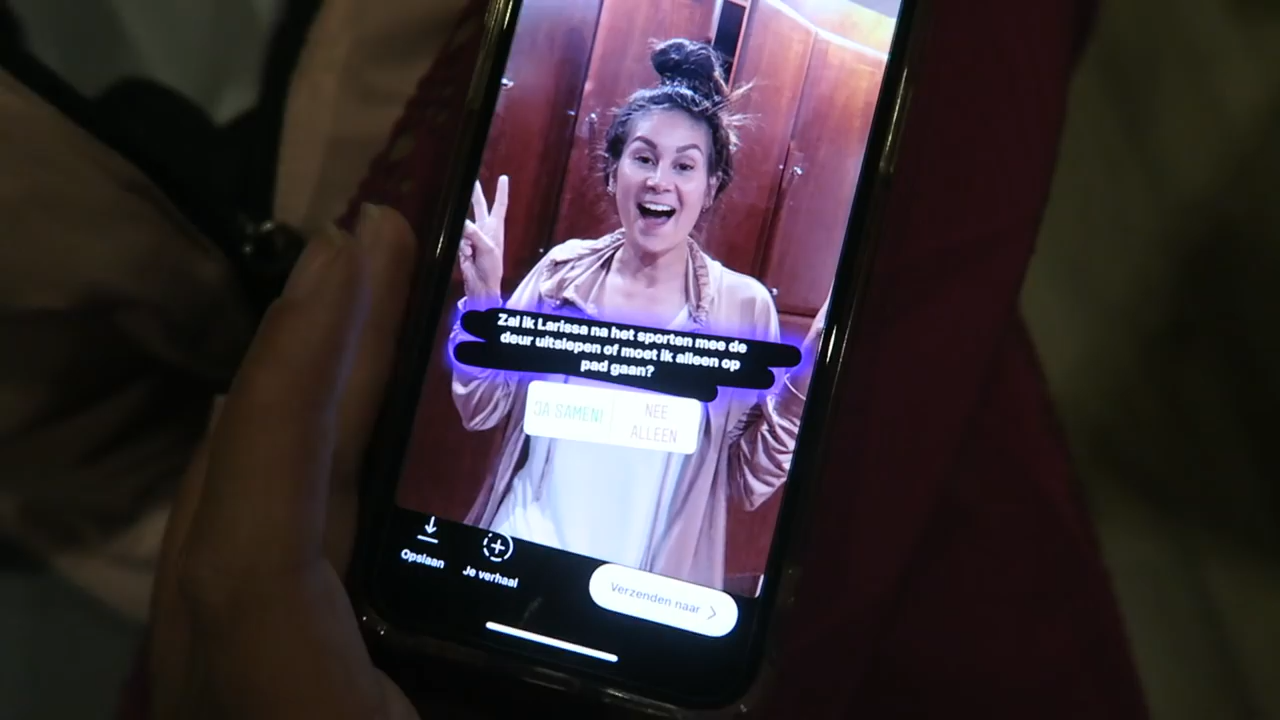 Zal ik Larissa na het sporten mee de
deur uitslepen of moet ik alleen op
pad gaan?
JA SAMEN!
NEE
ALLEEN
Opslaan
Je verhaal
Verzenden naar